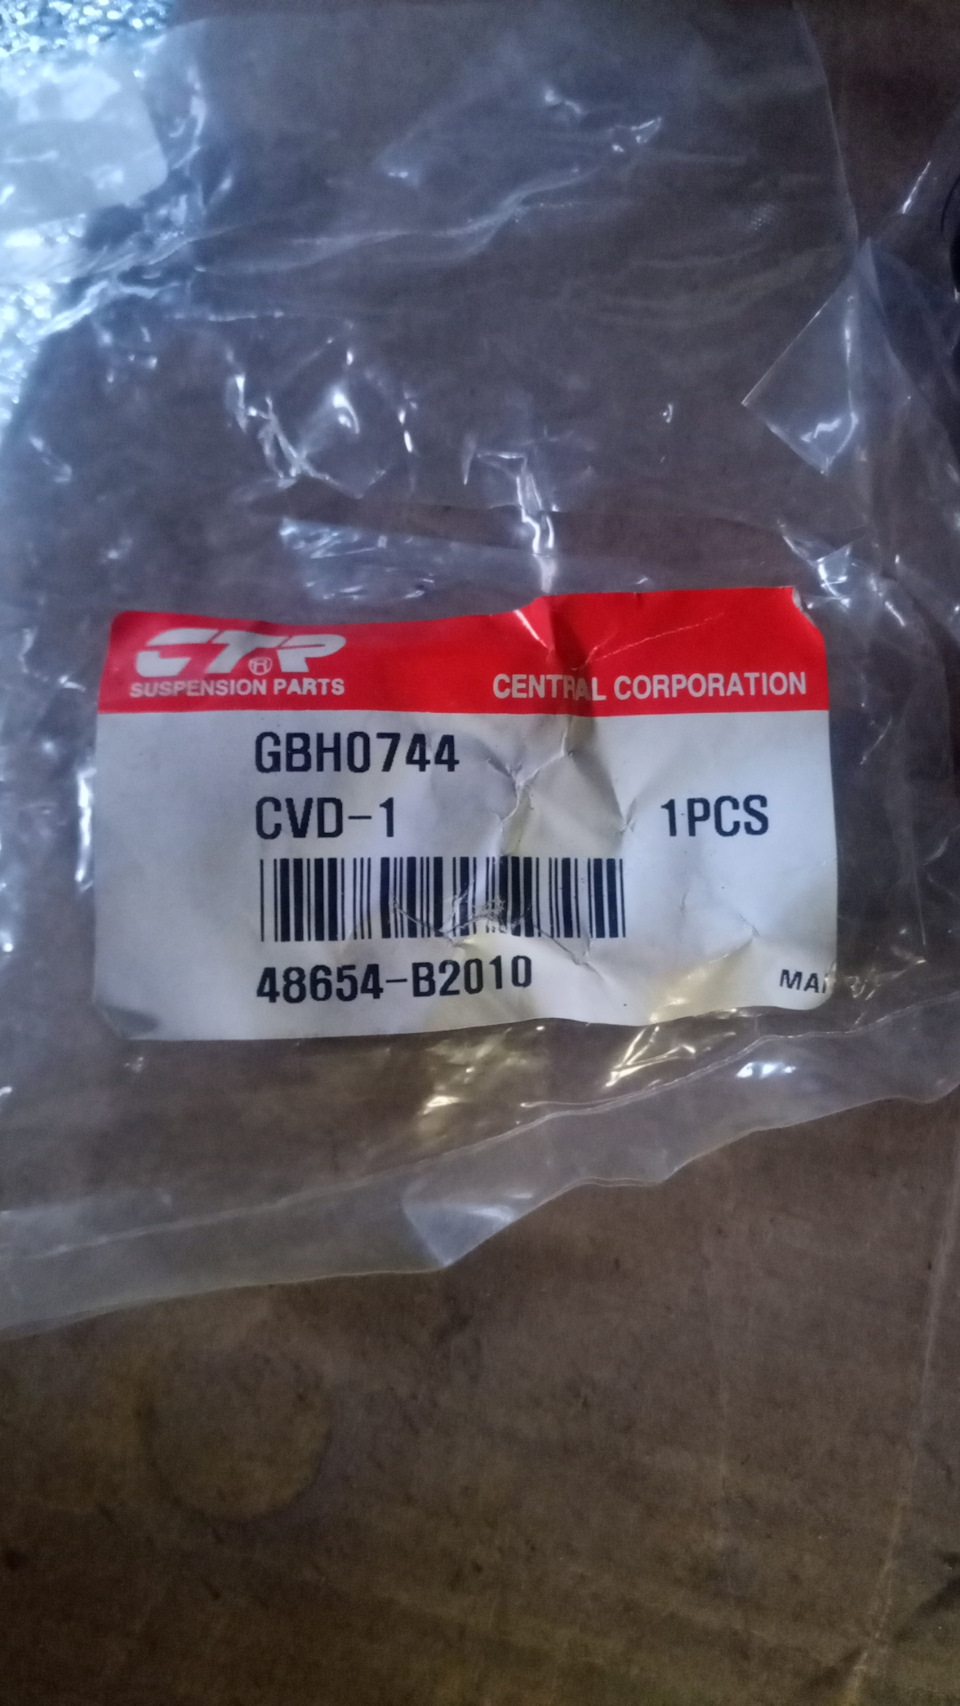 CTR
SUSPENSION PARTS
CENTRAL CORPORATION
GBH0744
CVD-1
1PCS
48654-B2010